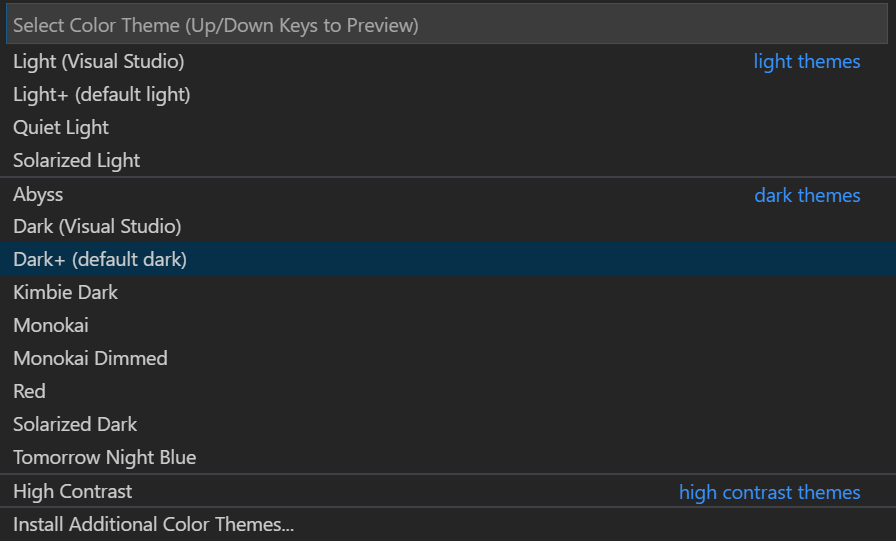 Select Color Theme (Up/Down Keys to Preview)
Light (Visual Studio) light themes
Light+ (default light)
Quiet Light
Solarized Light
Abyss dark themes
Dark (Visual Studio)
Dark+ (default dark)
Kimbie Dark
Monokai
Monokai Dimmed
Red
Solarized Dark
Tomorrow Night Blue
High Contrast high contrast themes
Install Additional Color Themes...